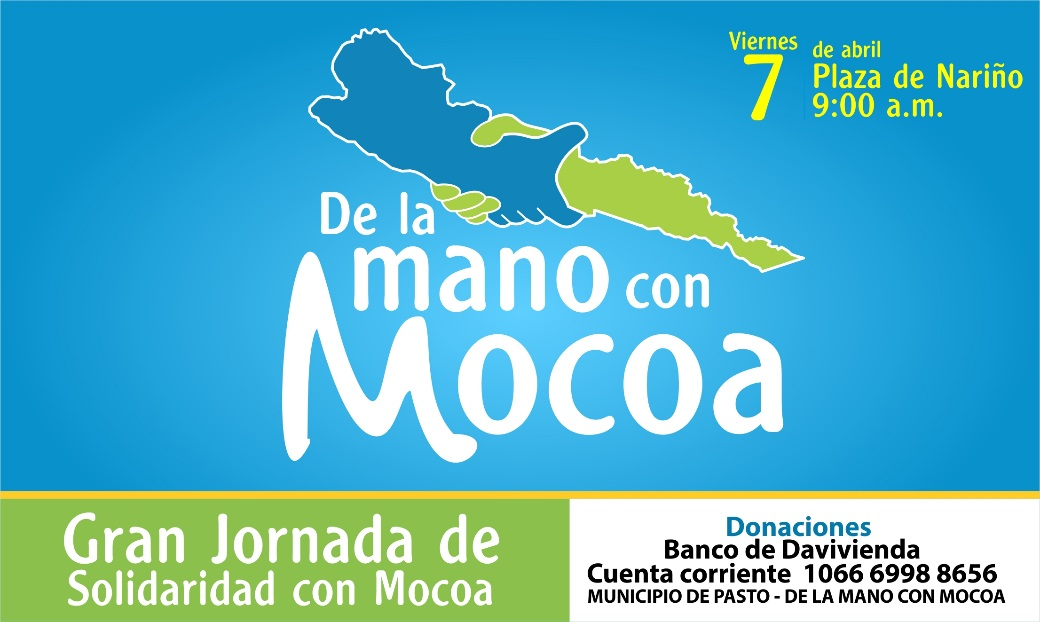 Viernes
7
de abril
Plaza de Nariño
9:00 a.m.
De la
mano con
Mocoa
Gran Jornada de
Solidaridad con Mocoa
Donaciones
Banco de Davivienda
Cuenta corriente 1066 6998 8656
MUNICIPIO DE PASTO - DE LA MANO CON MOCOA